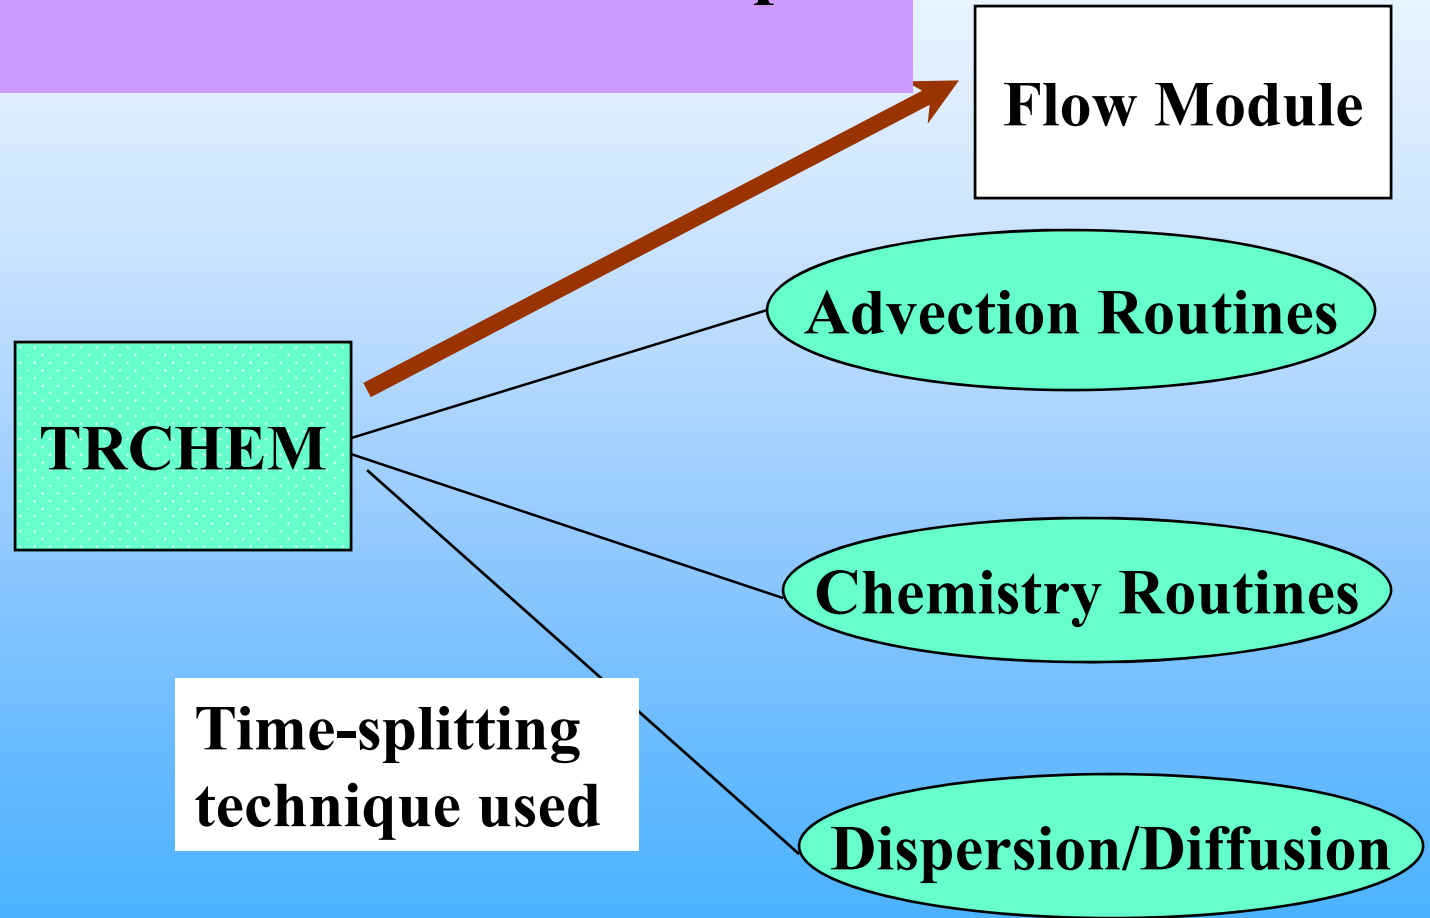 Flow Module
Advection Routines
TRCHEM
Chemistry Routines
Time-splitting
technique used
Dispersion/Diffusion